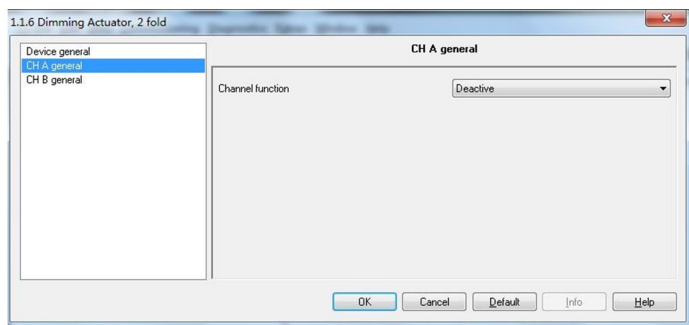 1.1.6 Dimming Actuator, 2 fold
Device general
CH A general
CH B general
CH A general
Channel function
Deactive
OK
Cancel
Default
Info
Help